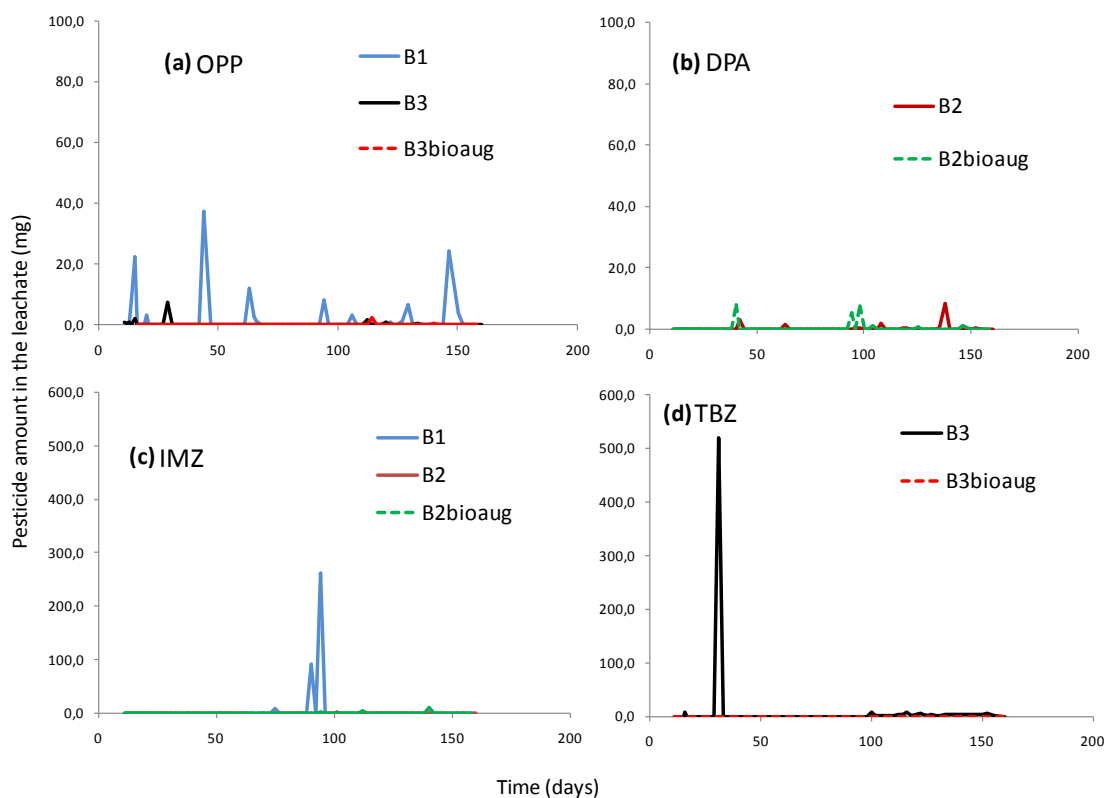 Pesticide amount in the leachate (mg)
(a) OPP
B1
B3
B3bioaug
100,0
80,0
60,0
40,0
20,0
0,0
0
50
100
150
200
(b) DPA
B2
B2bioaug
100,0
80,0
60,0
40,0
20,0
0,0
0
50
100
150
200
(c) IMZ
B1
B2
B2bioaug
600,0
500,0
400,0
300,0
200,0
100,0
0,0
0
50
100
150
200
(d) TBZ
B3
B3bioaug
600,0
500,0
400,0
300,0
200,0
100,0
0,0
0
50
100
150
200
Time (days)